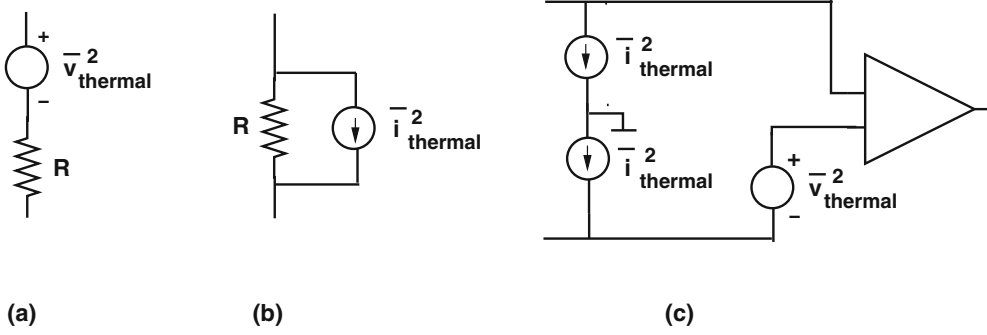 +
v̅ ² thermal
−
R
(a)
R
i̅ ² thermal
(b)
i̅ ² thermal
i̅ ² thermal
+
v̅ ² thermal
−
(c)